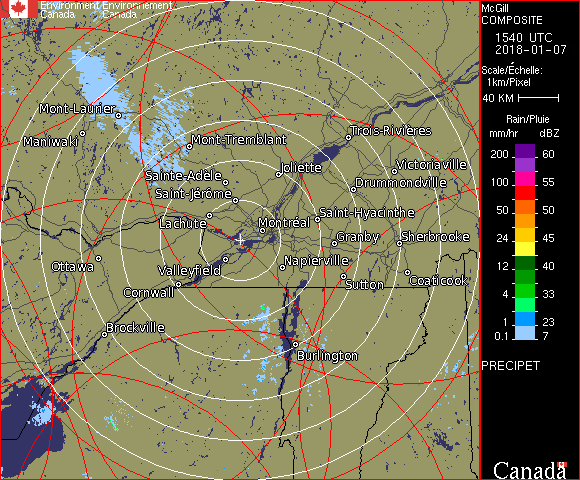 Environment Environnement
Canada Canada
Mont-Laurier
Maniwaki
Mont-Tremblant
Trois-Rivières
Sainte-Adèle
Joliette
Victoriaville
Saint-Jérôme
Drummondville
Lachute
Montréal
Saint-Hyacinthe
Granby
Sherbrooke
Ottawa
Valleyfield
Napierville
Cornwall
Sutton
Coaticook
Brockville
Burlington
McGill
COMPOSITE
1540 UTC
2018-01-07
Scale/Échelle:
1km/Pixel
40 KM
Rain/Pluie
mm/hr dBZ
200 60
150 57
100 55
50 50
24 45
12 40
4 33
1 23
0.1 7
PRECIPET
Canada